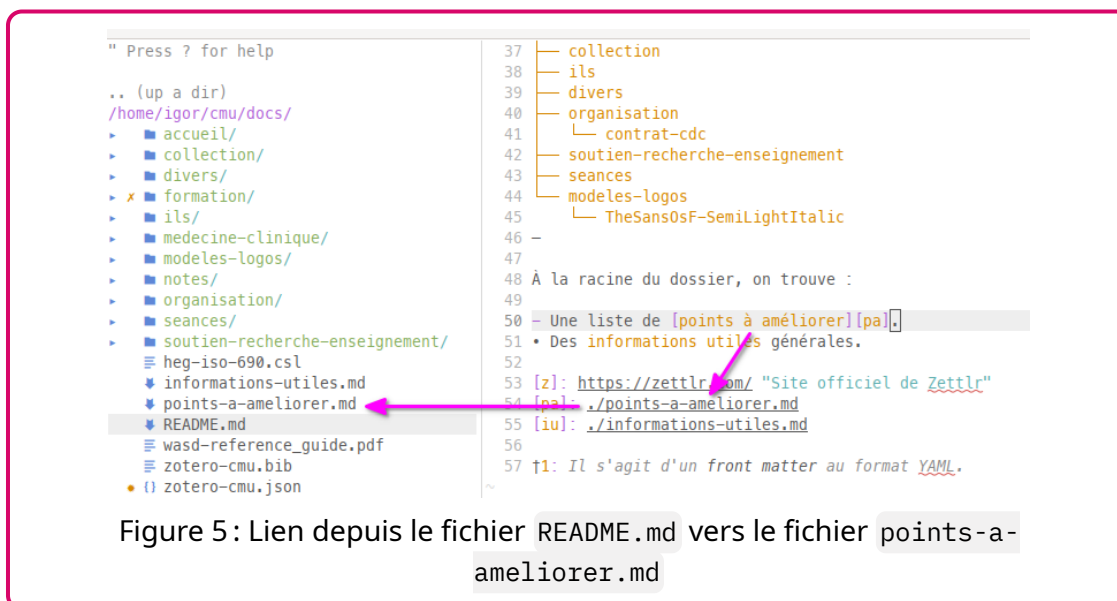 " Press ? for help
.. (up a dir)
/home/igor/cmu/docs/
▸ accueil/
▸ collection/
▸ divers/
▸ ✗ formation/
▸ ils/
▸ medecine-clinique/
▸ modeles-logos/
▸ notes/
▸ organisation/
▸ seances/
▸ soutien-recherche-enseignement/
heg-iso-690.csl
informations-utiles.md
points-a-ameliorer.md
README.md
wasd-reference_guide.pdf
zotero-cmu.bib
{} zotero-cmu.json
37 ├── collection
38 ├── ils
39 ├── divers
40 ├── organisation
41 │   └── contrat-cdc
42 ├── soutien-recherche-enseignement
43 ├── seances
44 └── modeles-logos
45     └── TheSansOsF-SemiLightItalic
46 —
47
48 À la racine du dossier, on trouve :
49
50 – Une liste de [points à améliorer][pa].
51 • Des informations utiles générales.
52
53 [z]: https://zettlr.com/ "Site officiel de Zettlr"
54 [pa]: ./points-a-ameliorer.md
55 [iu]: ./informations-utiles.md
56
57 †1: Il s'agit d'un front matter au format YAML.
~
Figure 5 : Lien depuis le fichier README.md vers le fichier points-a-
ameliorer.md